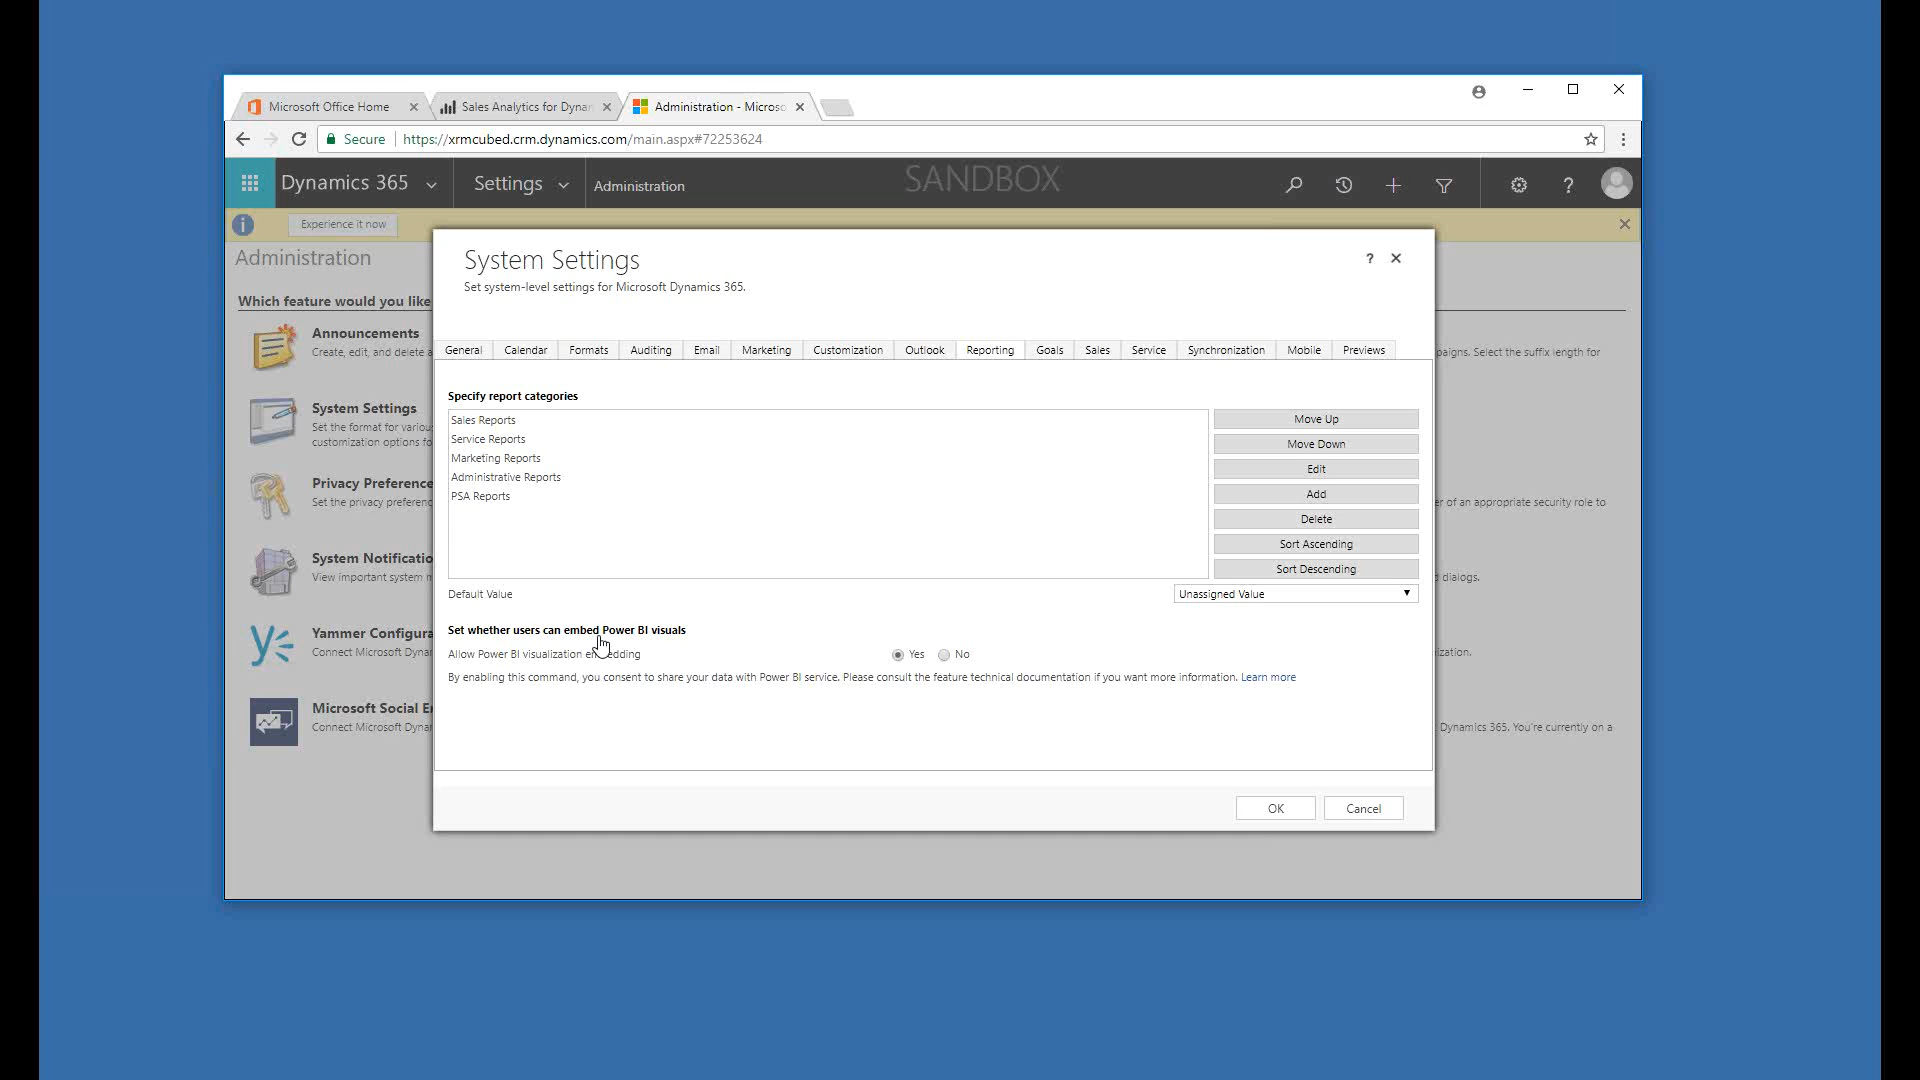 Microsoft Office Home
Sales Analytics for Dynan
Administration - Microso
Secure
https://xrmcubed.crm.dynamics.com/main.aspx#72253624
Dynamics 365
Settings
Administration
SANDBOX
?
i
Experience it now
Administration
Which feature would you like
Announcements
Create, edit, and delete a
System Settings
Set the format for variou
customization options fo
Privacy Preference
Set the privacy preferenc
System Notificatio
View important system m
Yammer Configura
Connect Microsoft Dynar
Microsoft Social E
Connect Microsoft Dynar
paigns. Select the suffix length for
er of an appropriate security role to
dialogs.
ization.
Dynamics 365. You're currently on a
System Settings
?
Set system-level settings for Microsoft Dynamics 365.
General
Calendar
Formats
Auditing
Email
Marketing
Customization
Outlook
Reporting
Goals
Sales
Service
Synchronization
Mobile
Previews
Specify report categories
Sales Reports
Service Reports
Marketing Reports
Administrative Reports
PSA Reports
Move Up
Move Down
Edit
Add
Delete
Sort Ascending
Sort Descending
Default Value
Unassigned Value
Set whether users can embed Power BI visuals
Allow Power BI visualization embedding
Yes
No
By enabling this command, you consent to share your data with Power BI service. Please consult the feature technical documentation if you want more information. Learn more
OK
Cancel